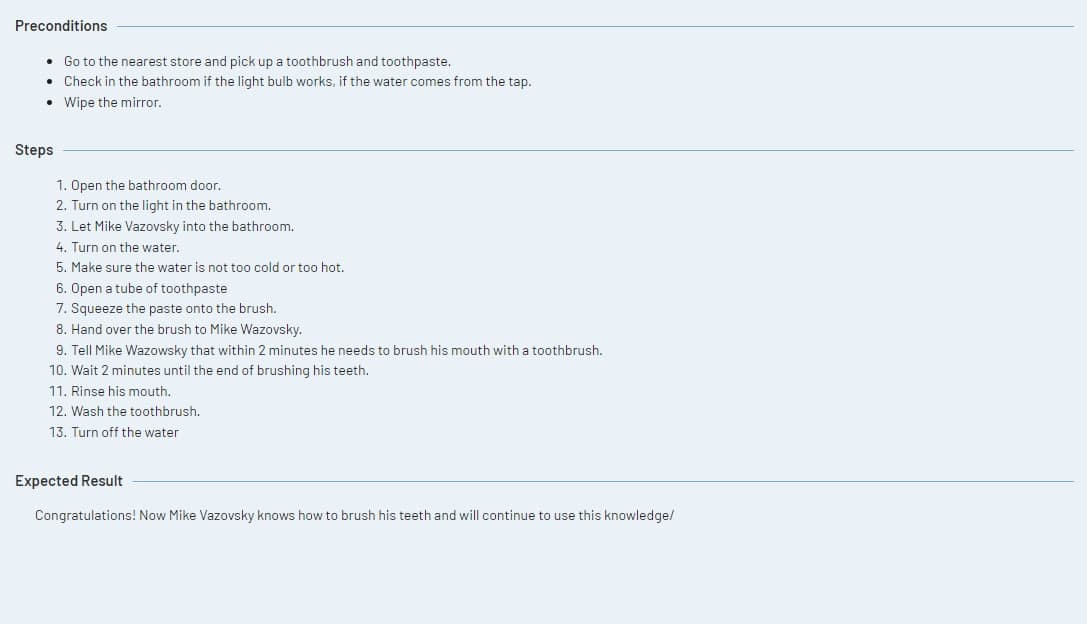 Preconditions
• Go to the nearest store and pick up a toothbrush and toothpaste.
• Check in the bathroom if the light bulb works, if the water comes from the tap.
• Wipe the mirror.
Steps
1. Open the bathroom door.
2. Turn on the light in the bathroom.
3. Let Mike Vazovsky into the bathroom.
4. Turn on the water.
5. Make sure the water is not too cold or too hot.
6. Open a tube of toothpaste
7. Squeeze the paste onto the brush.
8. Hand over the brush to Mike Wazovsky.
9. Tell Mike Wazowsky that within 2 minutes he needs to brush his mouth with a toothbrush.
10. Wait 2 minutes until the end of brushing his teeth.
11. Rinse his mouth.
12. Wash the toothbrush.
13. Turn off the water
Expected Result
Congratulations! Now Mike Vazovsky knows how to brush his teeth and will continue to use this knowledge/